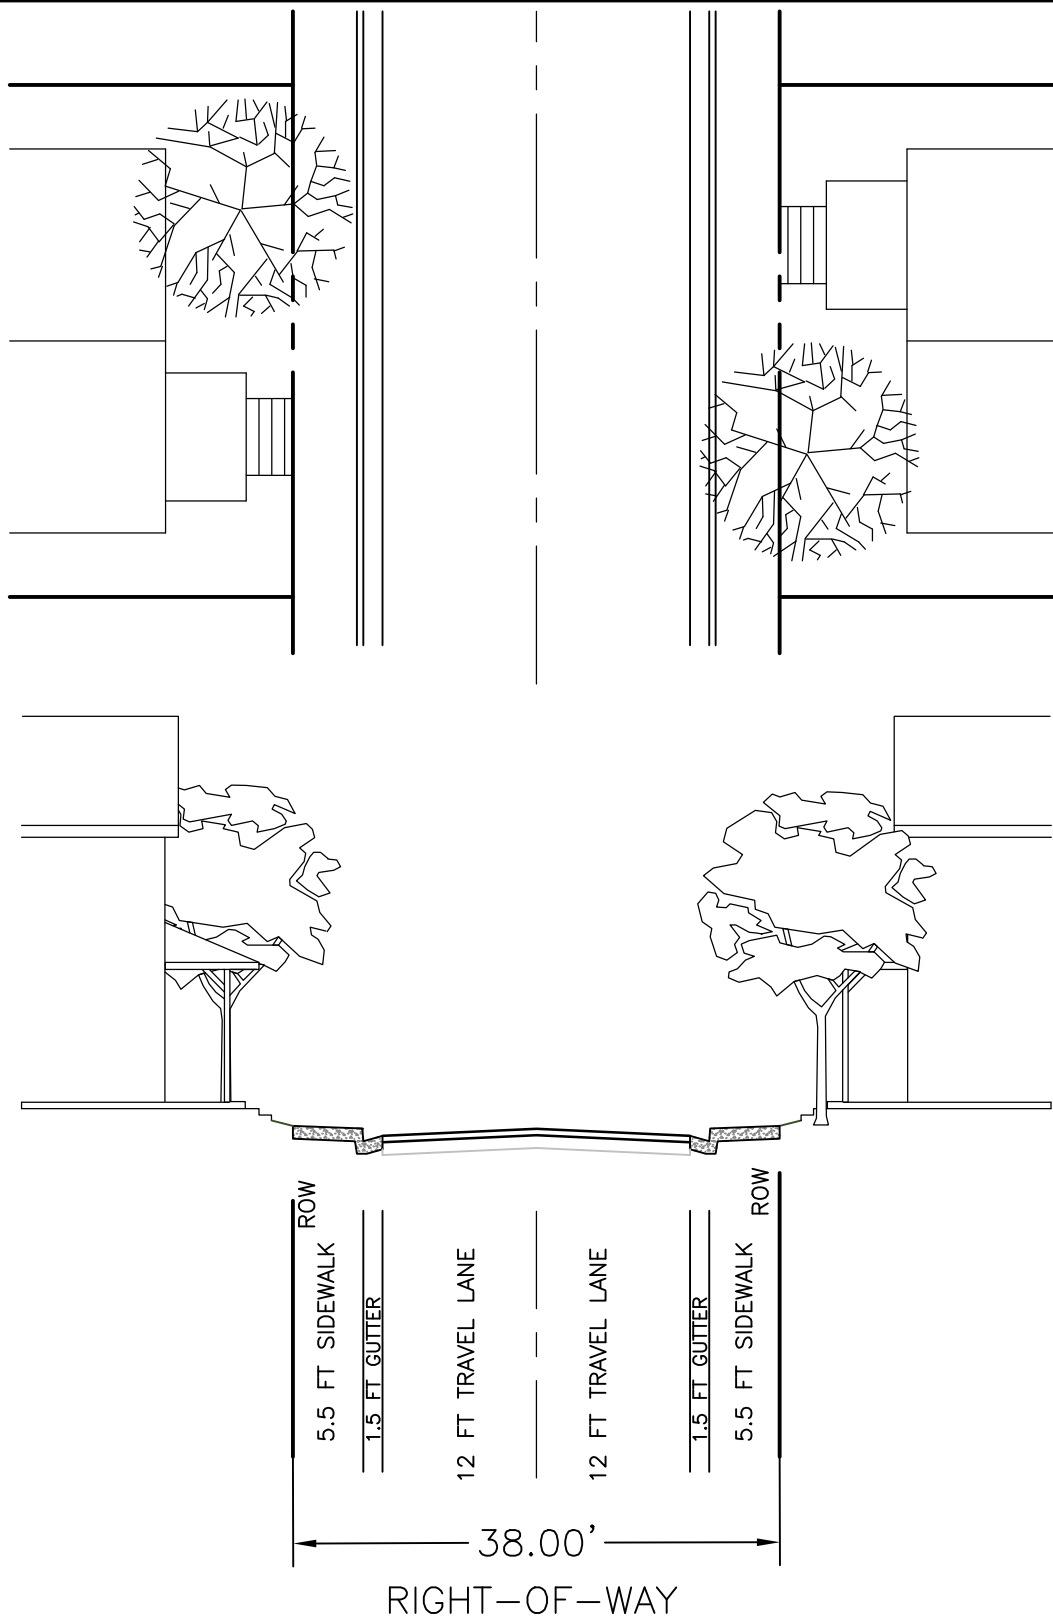 ROW
5.5 FT SIDEWALK
1.5 FT GUTTER
12 FT TRAVEL LANE
12 FT TRAVEL LANE
1.5 FT GUTTER
5.5 FT SIDEWALK
ROW
38.00'
RIGHT-OF-WAY